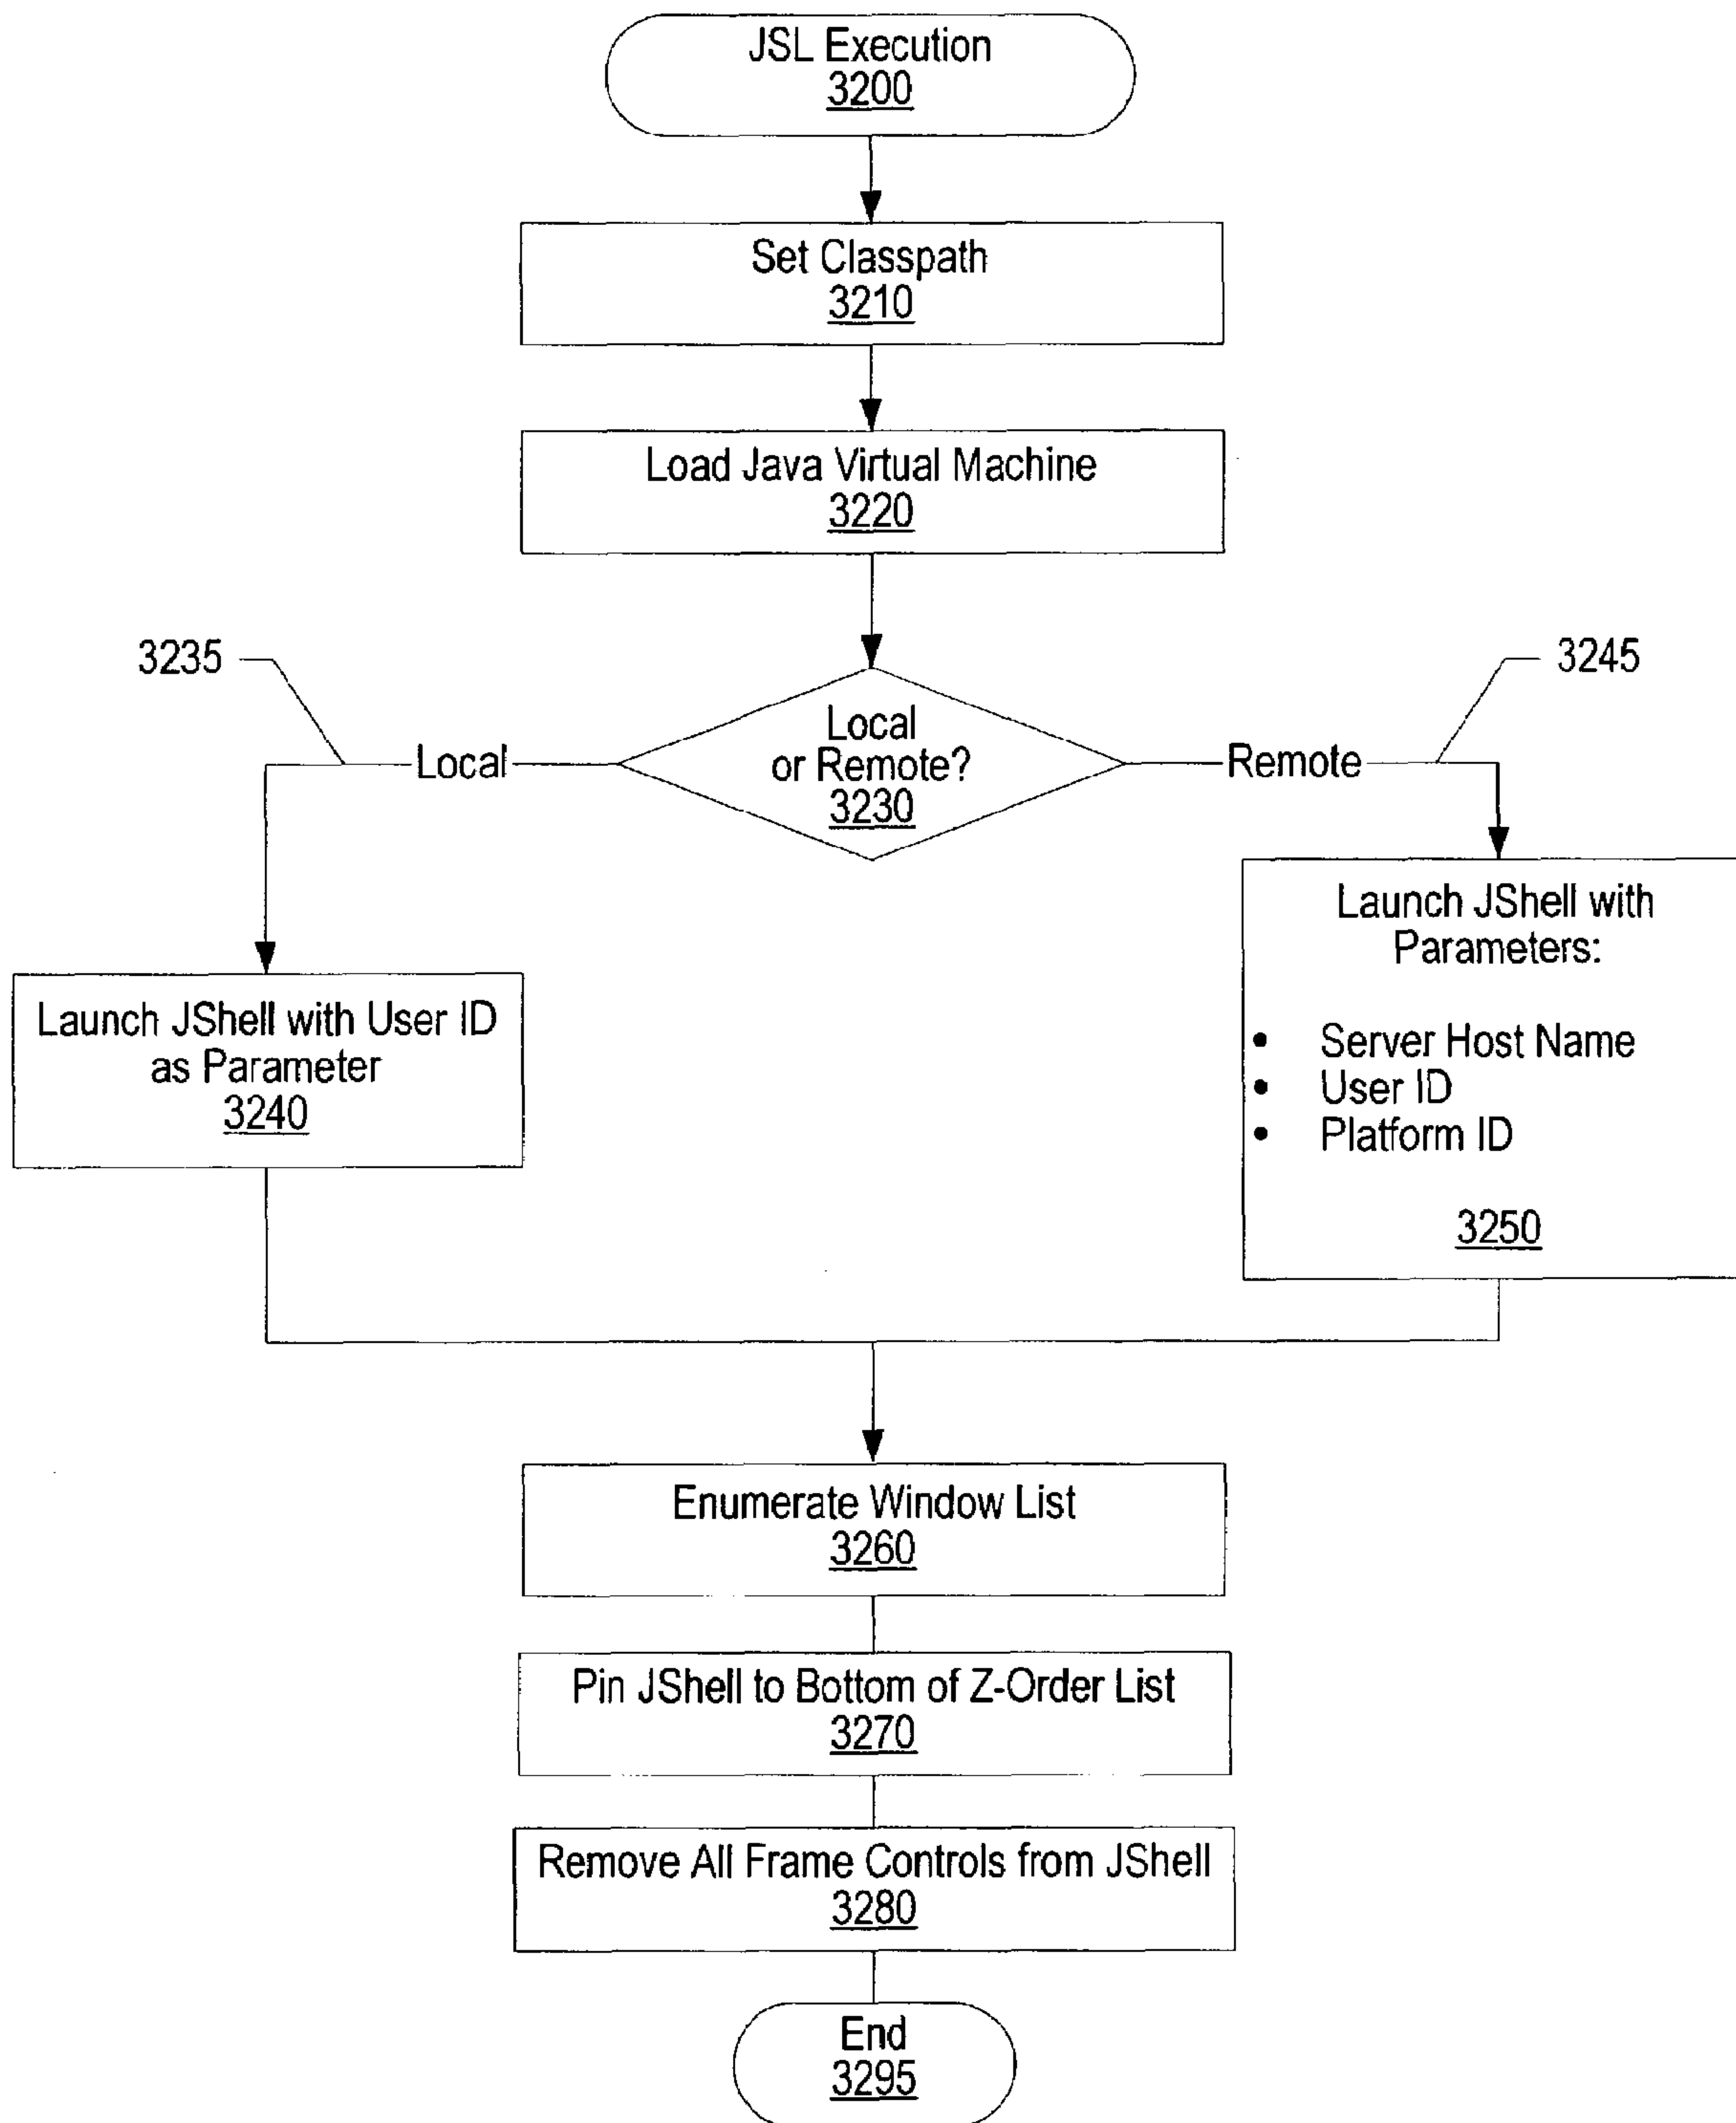 JSL Execution
3200
Set Classpath
3210
Load Java Virtual Machine
3220
3235
3245
Local
or Remote?
3230
Local
Remote
Launch JShell with User ID
as Parameter
3240
Launch JShell with
Parameters:
• Server Host Name
• User ID
• Platform ID
3250
Enumerate Window List
3260
Pin JShell to Bottom of Z-Order List
3270
Remove All Frame Controls from JShell
3280
End
3295